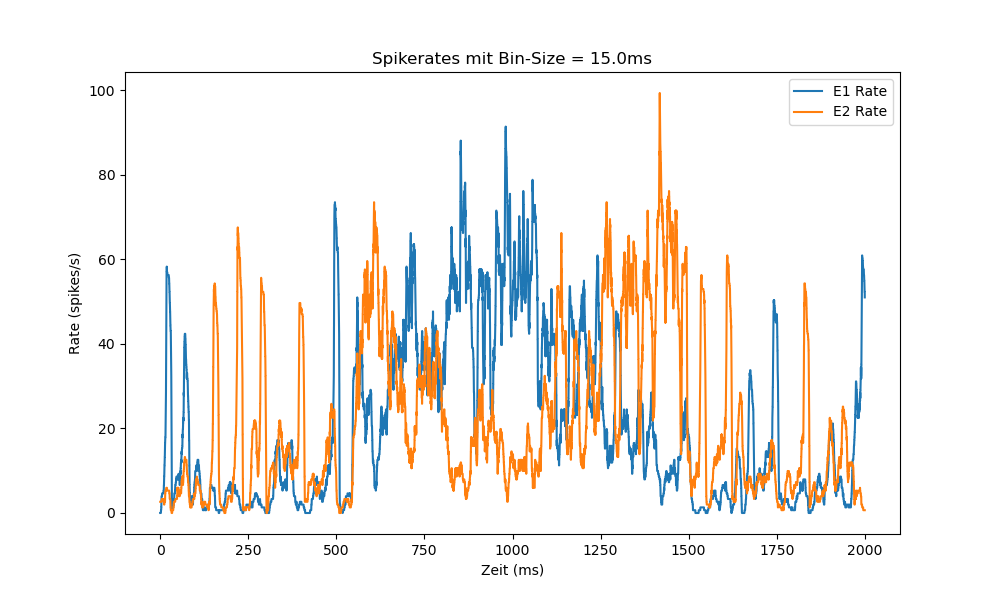 Spikerates mit Bin-Size = 15.0ms
E1 Rate
E2 Rate
100
80
60
40
20
0
Rate (spikes/s)
0 250 500 750 1000 1250 1500 1750 2000
Zeit (ms)